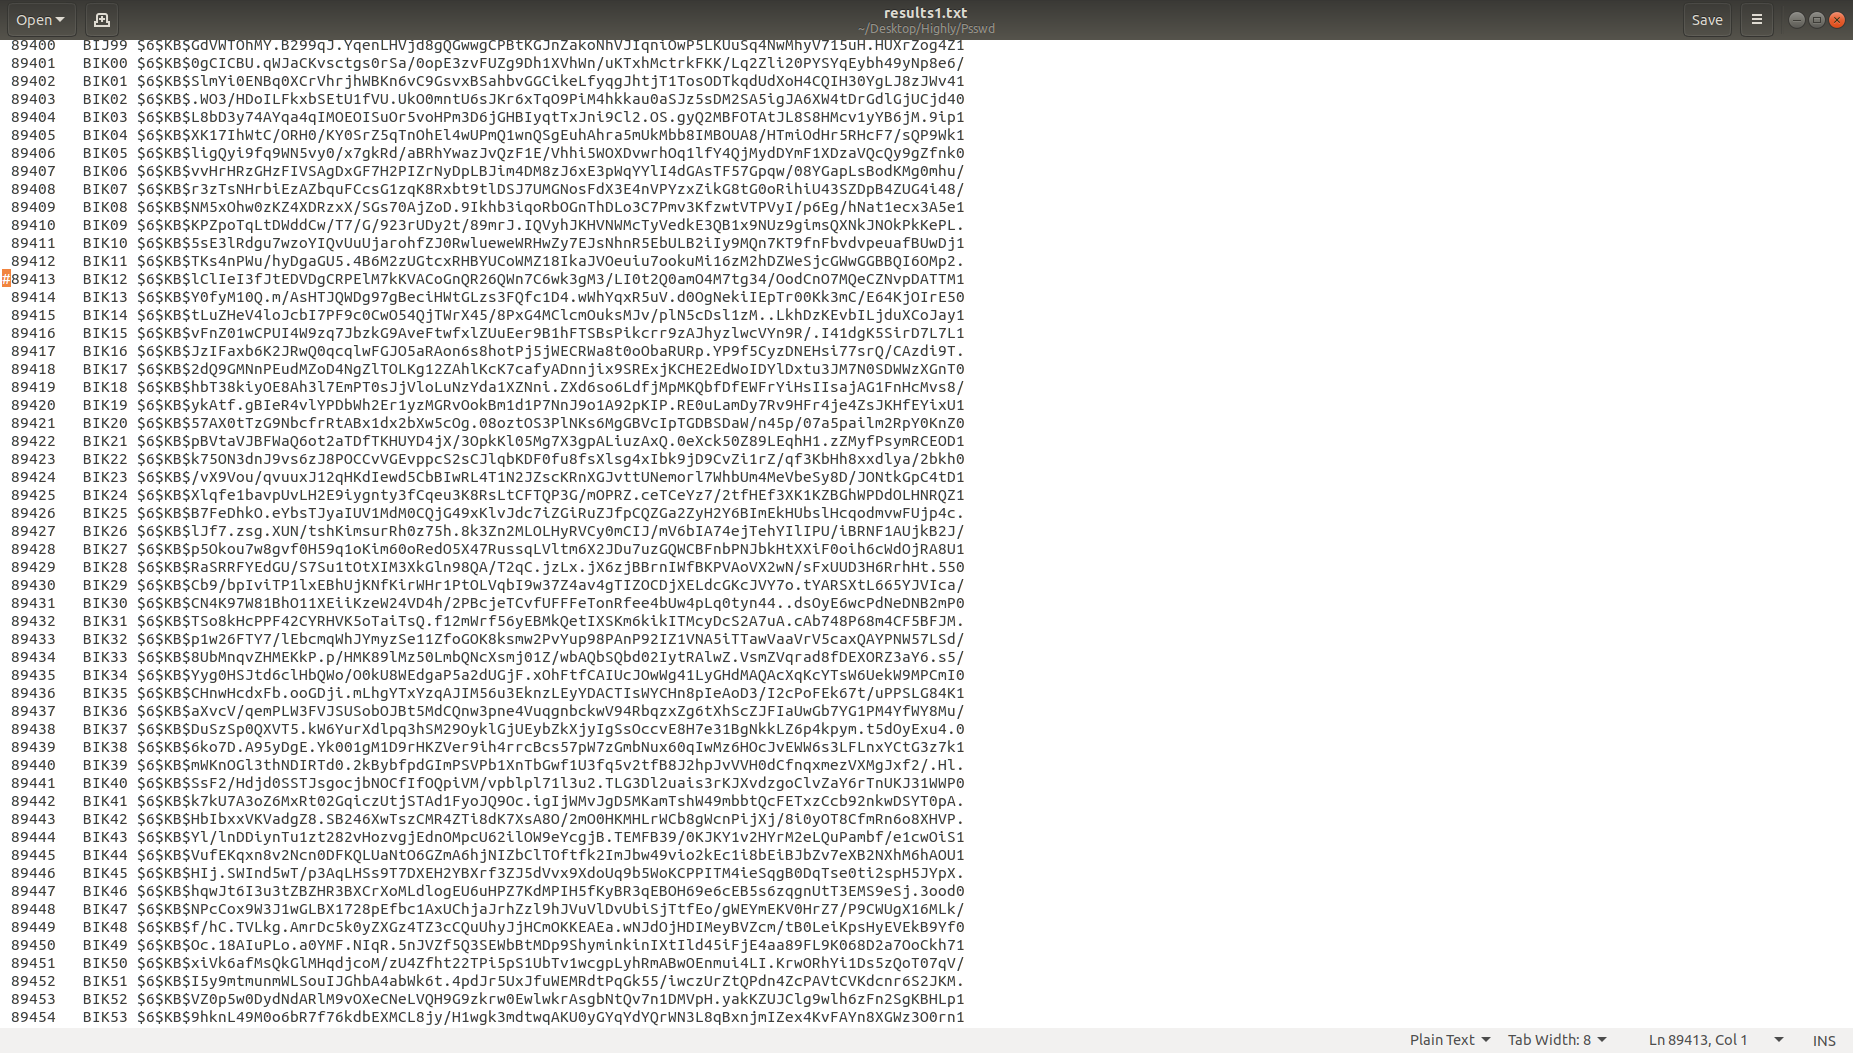 Open
results1.txt
~/Desktop/Highly/Psswd
Save
89400 BIJ99 $6$KB$GdVWTOhMY.B299qJ.YqenLHVjd8gQGwwgCPBtKGJnZakoNhVJIqniOwP5LKUuSq4NwMhyV715uH.HUXrZog4Z1
89401 BIK00 $6$KB$0gCICBU.qWJaCKvsctgs0rSa/0opE3zvFUZg9Dh1XVhWn/uKTxhMctrkFKK/Lq2Zli20PYSYqEybh49yNp8e6/
89402 BIK01 $6$KB$SlmYi0ENBq0XCrVhrjhWBKn6vC9GsvxBSahbvGGCikeLfyqgJhtjT1TosODTkqdUdXoH4CQIH30YgLJ8zJWv41
89403 BIK02 $6$KB$.WO3/HDoILFkxbSEtU1fVU.UkO0mntU6sJKr6xTqO9PiM4hkkau0aSJz5sDM2SA5igJA6XW4tDrGdlGjUCjd40
89404 BIK03 $6$KB$L8bD3y74AYqa4qIMOEOISuOr5voHPm3D6jGHBIyqtTxJni9Cl2.OS.gyQ2MBFOTAtJL8S8HMcv1yYB6jM.9ip1
89405 BIK04 $6$KB$XK17IhWtC/ORH0/KY0SrZ5qTnOhEl4wUPmQ1wnQSgEuhAhra5mUkMbb8IMBOUA8/HTmiOdHr5RHcF7/sQP9Wk1
89406 BIK05 $6$KB$ligQyi9fq9WN5vy0/x7gkRd/aBRhYwazJvQzF1E/Vhhi5WOXDvwrhOq1lfY4QjMydDYmF1XDzaVQcQy9gZfnk0
89407 BIK06 $6$KB$vvHrHRzGHzFIVSAgDxGF7H2PIZrNyDpLBJim4DM8zJ6xE3pWqYYlI4dGAsTF57Gpqw/08YGapLsBodKMg0mhu/
89408 BIK07 $6$KB$r3zTsNHrbiEzAZbquFCcsG1zqK8Rxbt9tlDSJ7UMGNosFdX3E4nVPYzxZikG8tG0oRihiU43SZDpB4ZUG4i48/
89409 BIK08 $6$KB$NM5xOhw0zKZ4XDRzxX/SGs70AjZoD.9Ikhb3iqoRbOGnThDLo3C7Pmv3KfzwtVTPVyI/p6Eg/hNat1ecx3A5e1
89410 BIK09 $6$KB$KPZpoTqLtDWddCw/T7/G/923rUDy2t/89mrJ.IQVyhJKHVNWMcTyVedkE3QB1x9NUz9gimsQXNkJNOkPkKePL.
89411 BIK10 $6$KB$5sE3lRdgu7wzoYIQvUuUjarohfZJ0RwlueweWRHwZy7EJsNhnR5EbULB2iIy9MQn7KT9fnFbvdvpeuafBUwDj1
89412 BIK11 $6$KB$TKs4nPWu/hyDgaGU5.4B6M2zUGtcxRHBYUCoWMZ18IkaJVOeuiu7ookuMi16zM2hDZWeSjcGWwGGBBQI6OMp2.
#89413 BIK12 $6$KB$lClIeI3fJtEDVDgCRPElM7kKVACoGnQR26QWn7C6wk3gM3/LI0t2Q0amO4M7tg34/OodCnO7MQeCZNvpDATTM1
89414 BIK13 $6$KB$Y0fyM10Q.m/AsHTJQWDg97gBeciHWtGLzs3FQfc1D4.wWhYqxR5uV.d0OgNekiIEpTr00Kk3mC/E64KjOIrE50
89415 BIK14 $6$KB$tLuZHeV4loJcbI7PF9c0CwO54QjTWrX45/8PxG4MClcmOuksMJv/plN5cDsl1zM..LkhDzKEvbILjduXCoJay1
89416 BIK15 $6$KB$vFnZ01wCPUI4W9zq7JbzkG9AveFtwfxlZUuEer9B1hFTSBsPikcrr9zAJhyzlwcVYn9R/.I41dgK5SirD7L7L1
89417 BIK16 $6$KB$JzIFaxb6K2JRwQ0qcqlwFGJO5aRAon6s8hotPj5jWECRWa8t0oObaRURp.YP9f5CyzDNEHsi77srQ/CAzdi9T.
89418 BIK17 $6$KB$2dQ9GMNnPEudMZoD4NgZlTOLKg12ZAhlKcK7cafyADnnjix9SRExjKCHE2EdWoIDYlDxtu3JM7N0SDWWzXGnT0
89419 BIK18 $6$KB$hbT38kiyOE8Ah3l7EmPT0sJjVloLuNzYda1XZNni.ZXd6so6LdfjMpMKQbfDfEWFrYiHsIIsajAG1FnHcMvs8/
89420 BIK19 $6$KB$ykAtf.gBIeR4vlYPDbWh2Er1yzMGRvOokBm1d1P7NnJ9o1A92pKIP.RE0uLamDy7Rv9HFr4je4ZsJKHfEYixU1
89421 BIK20 $6$KB$57AX0tTzG9NbcfrRtABx1dx2bXw5cOg.08oztOS3PlNKs6MgGBVcIpTGDBSDaW/n45p/07a5pailm2RpY0KnZ0
89422 BIK21 $6$KB$pBVtaVJBFWaQ6ot2aTDfTKHUYD4jX/3OpkKl05Mg7X3gpALiuzAxQ.0eXck50Z89LEqhH1.zZMyfPsymRCEOD1
89423 BIK22 $6$KB$k75ON3dnJ9vs6zJ8POCCvVGEvppcS2sCJlqbKDF0fu8fsXlsg4xIbk9jD9CvZi1rZ/qf3KbHh8xxdlya/2bkh0
89424 BIK23 $6$KB$/vX9Vou/qvuuxJ12qHKdIewd5CbBIwRL4T1N2JZscKRnXGJvttUNemorl7WhbUm4MeVbeSy8D/JONtkGpC4tD1
89425 BIK24 $6$KB$Xlqfe1bavpUvLH2E9iygnty3fCqeu3K8RsLtCFTQP3G/mOPRZ.ceTCeYz7/2tfHEf3XK1KZBGhWPDdOLHNRQZ1
89426 BIK25 $6$KB$B7FeDhkO.eYbsTJyaIUV1MdM0CQjG49xKlvJdc7iZGiRuZJfpCQZGa2ZyH2Y6BImEkHUbslHcqodmvwFUjp4c.
89427 BIK26 $6$KB$lJf7.zsg.XUN/tshKimsurRh0z75h.8k3Zn2MLOLHyRVCy0mCIJ/mV6bIA74ejTehYIlIPU/iBRNF1AUjkB2J/
89428 BIK27 $6$KB$p5Okou7w8gvf0H59q1oKim60oRedO5X47RussqLVltm6X2JDu7uzGQWCBFnbPNJbkHtXXiF0oih6cWdOjRA8U1
89429 BIK28 $6$KB$RaSRRFYEdGU/S7Su1tOtXIM3XkGln98QA/T2qC.jzLx.jX6zjBBrnIWfBKPVAoVX2wN/sFxUUD3H6RrhHt.550
89430 BIK29 $6$KB$Cb9/bpIviTP1lxEBhUjKNfKirWHr1PtOLVqbI9w37Z4av4gTIZOCDjXELdcGKcJVY7o.tYARSXtL665YJVIca/
89431 BIK30 $6$KB$CN4K97W81BhO11XEiiKzeW24VD4h/2PBcjeTCvfUFFFeTonRfee4bUw4pLq0tyn44..dsOyE6wcPdNeDNB2mP0
89432 BIK31 $6$KB$TSo8kHcPPF42CYRHVK5oTaiTsQ.f12mWrf56yEBMkQetIXSKm6kikITMcyDcS2A7uA.cAb748P68m4CF5BFJM.
89433 BIK32 $6$KB$p1w26FTY7/lEbcmqWhJYmyzSe11ZfoGOK8ksmw2PvYup98PAnP92IZ1VNA5iTTawVaaVrV5caxQAYPNW57LSd/
89434 BIK33 $6$KB$8UbMnqvZHMEKkP.p/HMK89lMz50LmbQNcXsmj01Z/wbAQbSQbd02IytRAlwZ.VsmZVqrad8fDEXORZ3aY6.s5/
89435 BIK34 $6$KB$Yyg0HSJtd6clHbQWo/O0kU8WEdgaP5a2dUGjF.xOhFtfCAIUcJOwWg41LyGHdMAQAcXqKcYTsW6UekW9MPCmI0
89436 BIK35 $6$KB$CHnwHcdxFb.ooGDji.mLhgYTxYzqAJIM56u3EknzLEyYDACTIsWYCHn8pIeAoD3/I2cPoFEk67t/uPPSLG84K1
89437 BIK36 $6$KB$aXvcV/qemPLW3FVJSUSobOJBt5MdCQnw3pne4VuqgnbckwV94RbqzxZg6tXhScZJFIaUwGb7YG1PM4YfWY8Mu/
89438 BIK37 $6$KB$DuSzSp0QXVT5.kW6YurXdlpq3hSM29OyklGjUEybZkXjyIgSsOccvE8H7e31BgNkkLZ6p4kpym.t5dOyExu4.0
89439 BIK38 $6$KB$6ko7D.A95yDgE.Yk001gM1D9rHKZVer9ih4rrcBcs57pW7zGmbNux60qIwMz6HOcJvEWW6s3LFLnxYCtG3z7k1
89440 BIK39 $6$KB$mWKnOGl3thNDIRTd0.2kBybfpdGImPSVPb1XnTbGwf1U3fq5v2tfB8J2hpJvVVH0dCfnqxmezVXMgJxf2/.Hl.
89441 BIK40 $6$KB$SsF2/Hdjd0SSTJsgocjbNOCfIfOQpiVM/vpblpl71l3u2.TLG3Dl2uais3rKJXvdzgoClvZaY6rTnUKJ31WWP0
89442 BIK41 $6$KB$k7kU7A3oZ6MxRt02GqiczUtjSTAd1FyoJQ9Oc.igIjWMvJgD5MKamTshW49mbbtQcFETxzCcb92nkwDSYT0pA.
89443 BIK42 $6$KB$HbIbxxVKVadgZ8.SB246XwTszCMR4ZTi8dK7XsA8O/2mO0HKMHLrWCb8gWcnPijXj/8i0yOT8CfmRn6o8XHVP.
89444 BIK43 $6$KB$Yl/lnDDiynTu1zt282vHozvgjEdnOMpcU62ilOW9eYcgjB.TEMFB39/0KJKY1v2HYrM2eLQuPambf/e1cwOiS1
89445 BIK44 $6$KB$VufEKqxn8v2Ncn0DFKQLUaNtO6GZmA6hjNIZbClTOftfk2ImJbw49vio2kEc1i8bEiBJbZv7eXB2NXhM6hAOU1
89446 BIK45 $6$KB$HIj.SWInd5wT/p3AqLHSs9T7DXEH2YBXrf3ZJ5dVvx9XdoUq9b5WoKCPPITM4ieSqgB0DqTse0ti2spH5JYpX.
89447 BIK46 $6$KB$hqwJt6I3u3tZBZHR3BXCrXoMLdlogEU6uHPZ7KdMPIH5fKyBR3qEBOH69e6cEB5s6zqgnUtT3EMS9eSj.3ood0
89448 BIK47 $6$KB$NPcCox9W3J1wGLBX1728pEfbc1AxUChjaJrhZzl9hJVuVlDvUbiSjTtfEo/gWEYmEKV0HrZ7/P9CWUgX16MLk/
89449 BIK48 $6$KB$f/hC.TVLkg.AmrDc5k0yZXGz4TZ3cCQuUhyJjHCmOKKEAEa.wNJdOjHDIMeyBVZcm/tB0LeiKpsHyEVEkB9Yf0
89450 BIK49 $6$KB$Oc.18AIuPLo.a0YMF.NIqR.5nJVZf5Q3SEWbBtMDp9ShyminkinIXtIld45iFjE4aa89FL9K068D2a7OoCkh71
89451 BIK50 $6$KB$xiVk6afMsQkGlMHqdjcoM/zU4Zfht22TPi5pS1UbTv1wcgpLyhRmABwOEnmui4LI.KrwORhYi1Ds5zQoT07qV/
89452 BIK51 $6$KB$I5y9mtmunmWLSouIJGhbA4abWk6t.4pdJr5UxJfuWEMRdtPqGk55/iwczUrZtQPdn4ZcPAVtCVKdcnr6S2JKM.
89453 BIK52 $6$KB$VZ0p5w0DydNdARlM9vOXeCNeLVQH9G9zkrw0EwlwkrAsgbNtQv7n1DMVpH.yakKZUJClg9wlh6zFn2SgKBHLp1
89454 BIK53 $6$KB$9hknL49M0o6bR7f76kdbEXMCL8jy/H1wgk3mdtwqAKU0yGYqYdYQrWN3L8qBxnjmIZex4KvFAYn8XGWz3O0rn1
Plain Text Tab Width: 8 Ln 89413, Col 1 INS